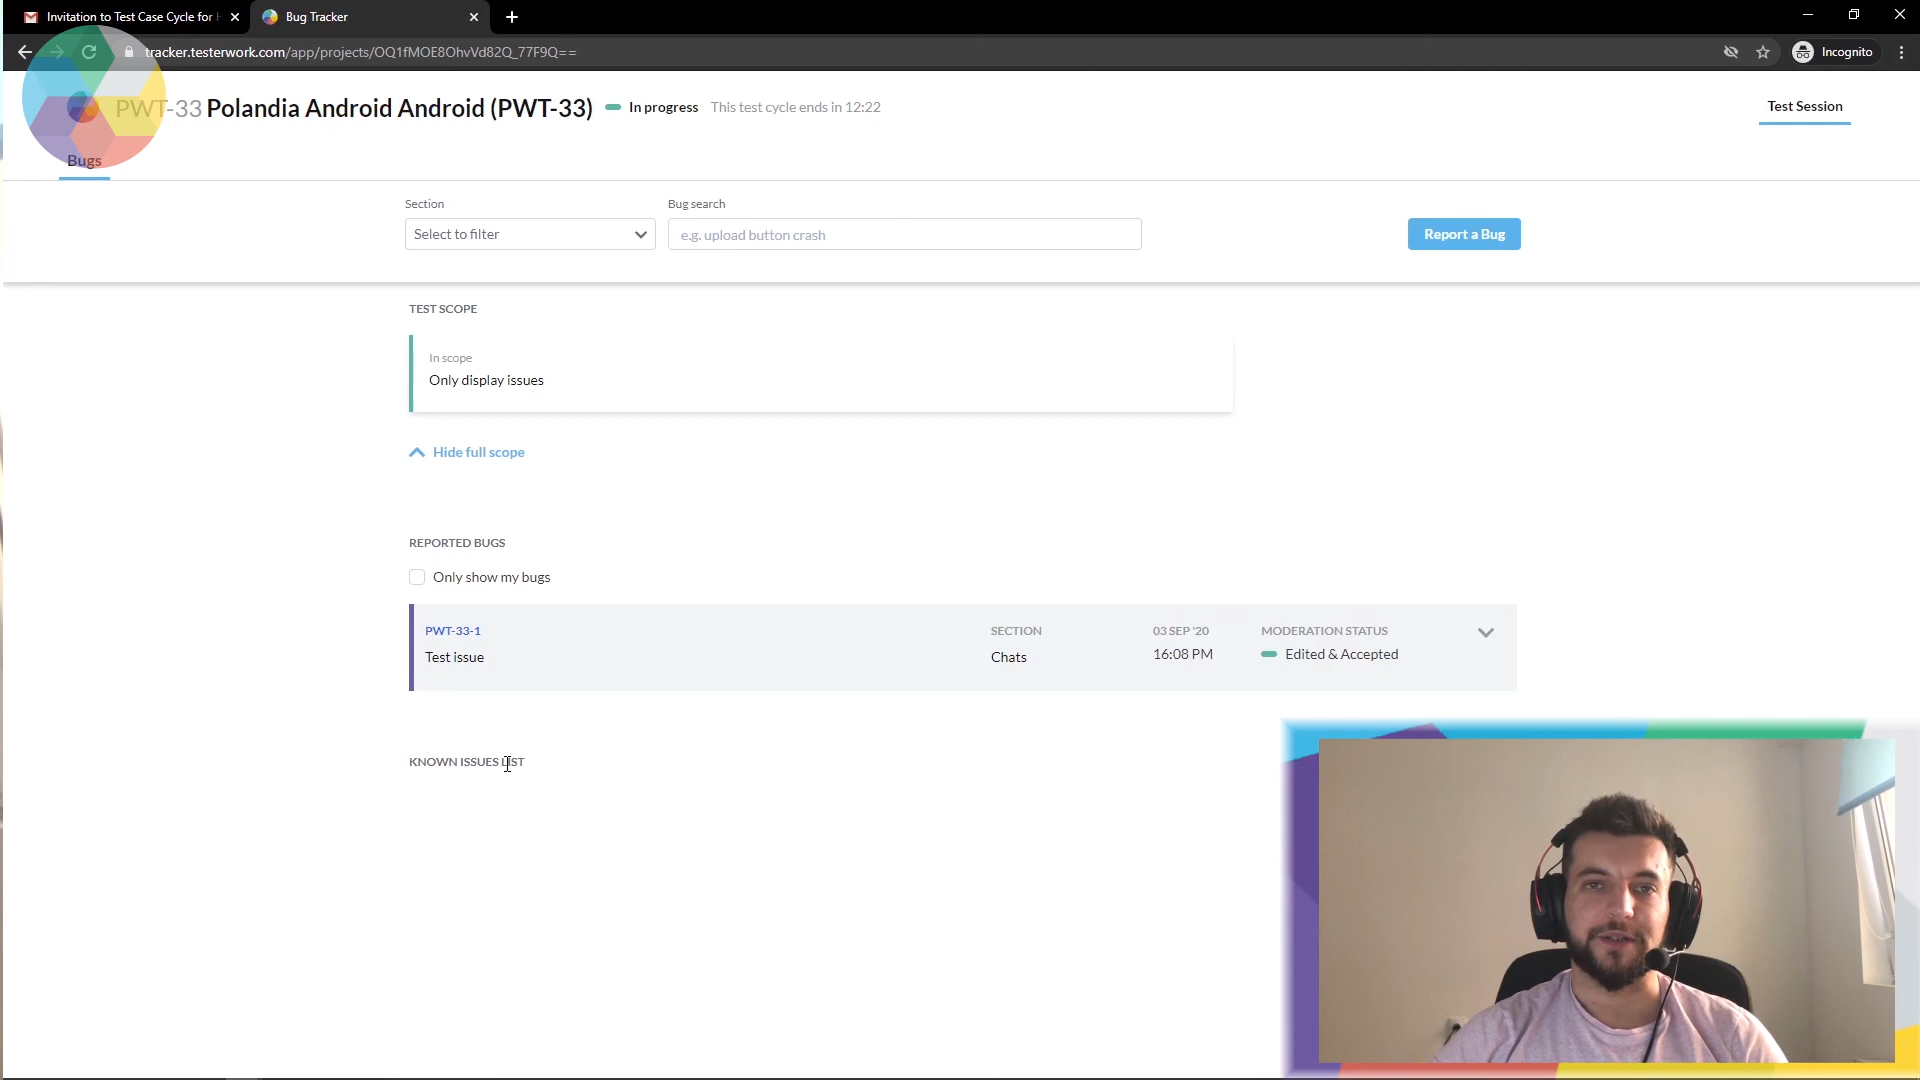 Invitation to Test Case Cycle for
Bug Tracker
tracker.testerwork.com/app/projects/OQ1fMOE8OhvVd82Q_77F9Q==
Incognito
PWT-33 Polandia Android Android (PWT-33) In progress This test cycle ends in 12:22
Test Session
Bugs
Section
Bug search
Select to filter
e.g. upload button crash
Report a Bug
TEST SCOPE
In scope
Only display issues
Hide full scope
REPORTED BUGS
Only show my bugs
PWT-33-1 SECTION 03 SEP '20 MODERATION STATUS
Test issue Chats 16:08 PM Edited & Accepted
KNOWN ISSUES LIST